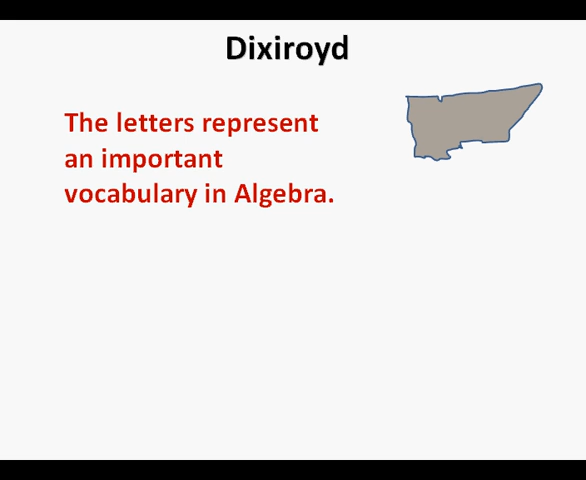 Dixiroyd
The letters represent
an important
vocabulary in Algebra.